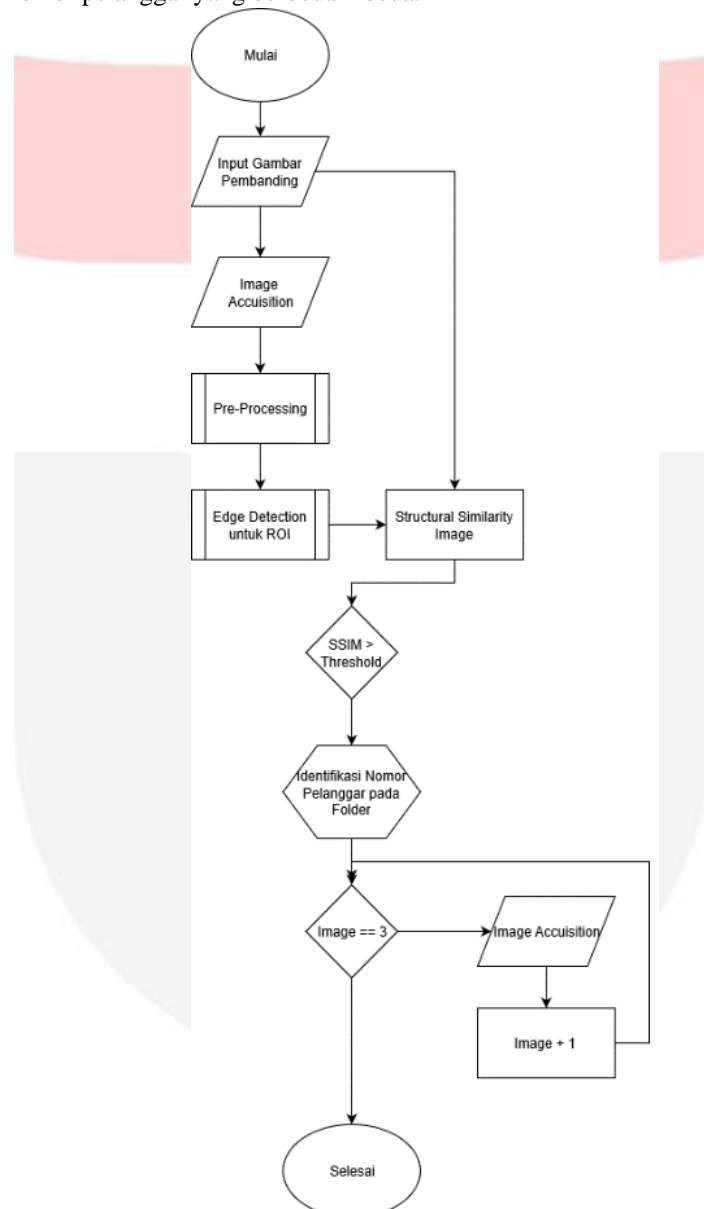 yang
Mulai
Input Gambar
Pembanding
Image
Accuisition
Pre-Processing
Edge Detection
untuk ROI
Structural Similarity
Image
SSIM >
Threshold
Identifikasi Nomor
Pelanggar pada
Folder
Image == 3
Image Accuisition
Image + 1
Selesai